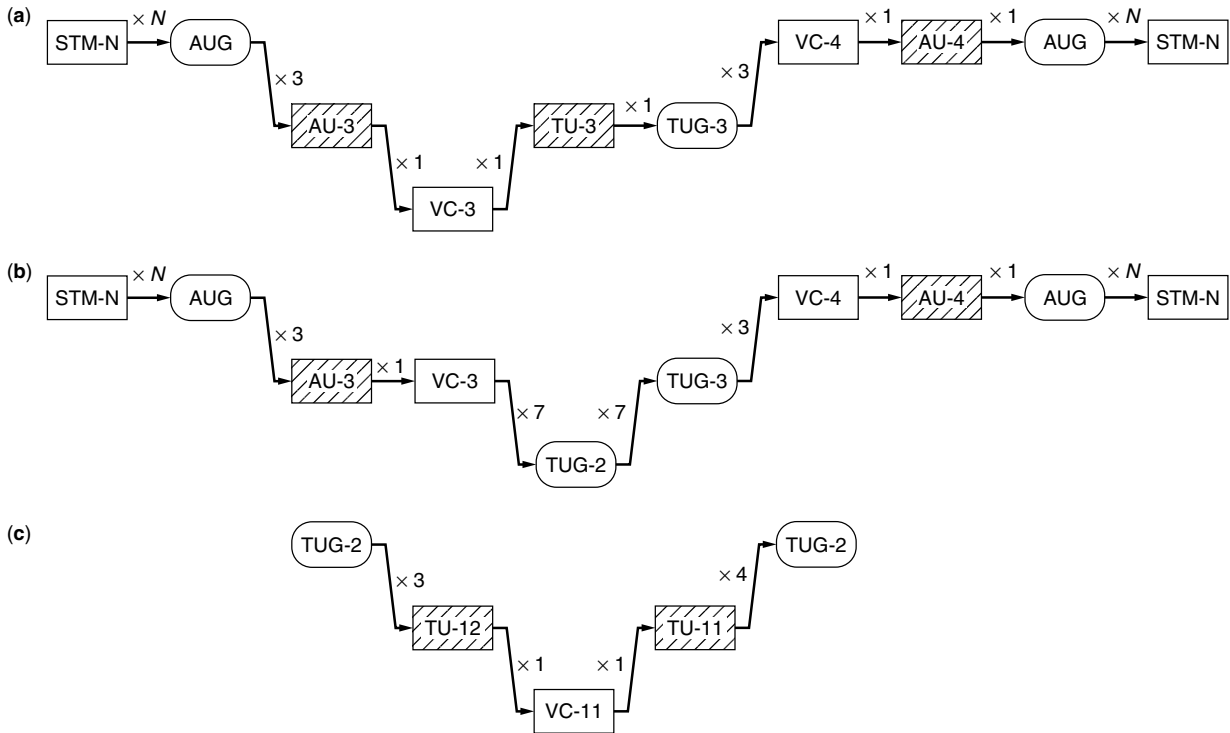 (a)
STM-N
× N
AUG
× 3
AU-3
× 1
VC-3
× 1
TU-3
× 1
TUG-3
× 3
VC-4
× 1
AU-4
× 1
AUG
× N
STM-N
(b)
STM-N
× N
AUG
× 3
AU-3
× 1
VC-3
× 7
TUG-2
× 7
TUG-3
× 3
VC-4
× 1
AU-4
× 1
AUG
× N
STM-N
(c)
TUG-2
× 3
TU-12
× 1
VC-11
× 1
TU-11
× 4
TUG-2